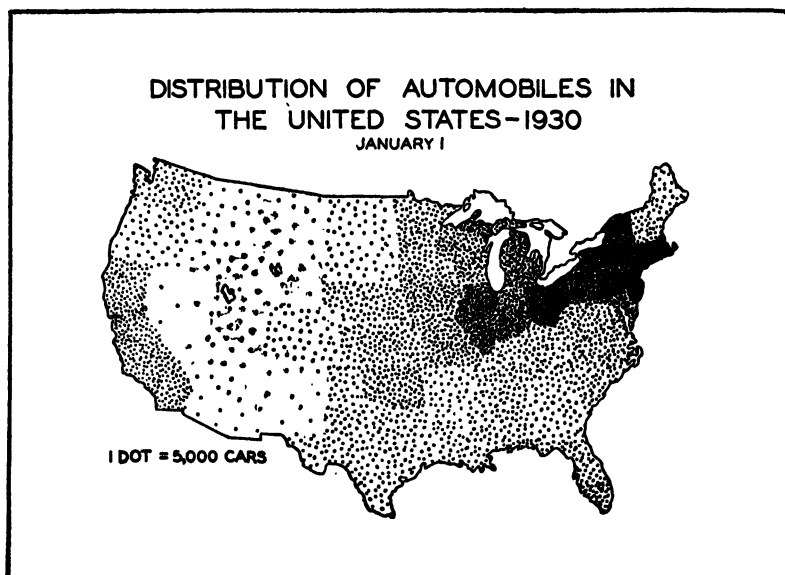 DISTRIBUTION OF AUTOMOBILES IN
THE UNITED STATES-1930
JANUARY 1
1 DOT = 5,000 CARS